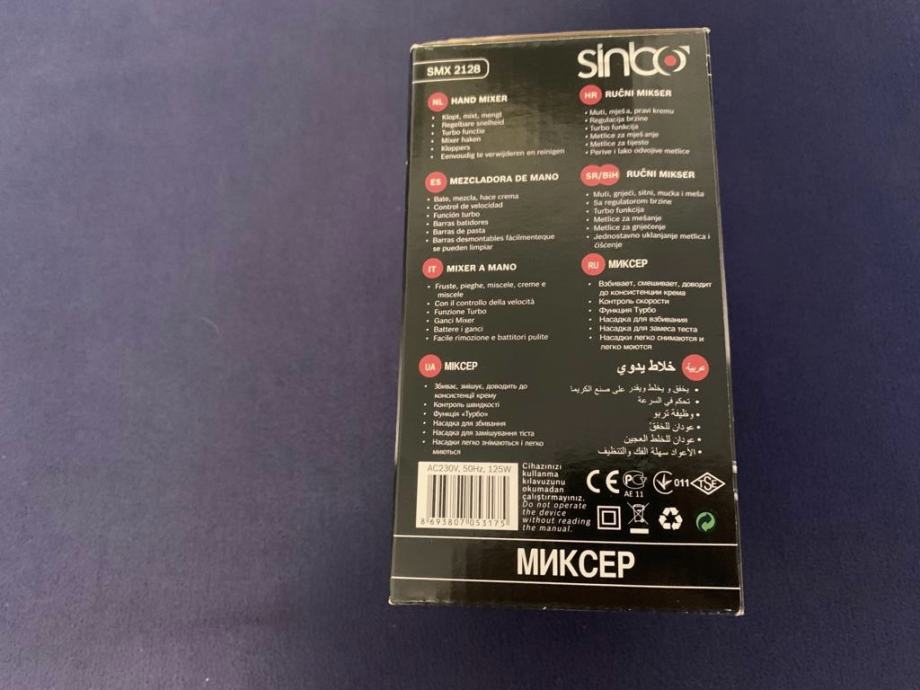 SMX 2128
sinbo
NL HAND MIXER
• Klopt, mixt, mengt
• Regelbare snelheid
• Turbo functie
• Mixer haken
• Kloppers
• Eenvoudig te verwijderen en reinigen
HR RUČNI MIKSER
• Muti, mješa, pravi kremu
• Regulacija brzine
• Turbo funkcija
• Metlice za mješanje
• Metlice za tijesto
• Perive i lako odvojive metlice
ES MEZCLADORA DE MANO
• Bate, mezcla, hace crema
• Control de velocidad
• Función turbo
• Barras batidores
• Barras de pasta
• Barras desmontables fácilmenteque
se pueden limpiar
SR/BiH RUČNI MIKSER
• Muti, gnječi, sitni, mućka i meša
• Sa regulatorom brzine
• Turbo funkcija
• Metlice za mešanje
• Metlice za gnječenje
• Jednostavno uklanjanje metlica i
čišćenje
IT MIXER A MANO
• Fruste, pieghe, miscele, creme e
miscele
• Con il controllo della velocità
• Funzione Turbo
• Ganci Mixer
• Battere i ganci
• Facile rimozione e battitori pulite
RU МИКСЕР
• Взбивает, смешивает, доводит
до консистенции крема
• Контроль скорости
• Функция Турбо
• Насадка для взбивания
• Насадка для замеса теста
• Насадки легко снимаются и
легко моются
UA МІКСЕР
• Збиває, змішує, доводить до
консистенції крему
• Контроль швидкості
• Функція «Турбо»
• Насадка для збивання
• Насадка для замішування тіста
• Насадки легко знімаються і легко
миються
عربية خلاط يدوي
• يخفق و يخلط ويقدر على صنع الكريما
• تحكم في السرعة
• وظيفة تربو
• عودان للخفق
• عودان للخلط العجين
• الأعواد سهلة الفك والتنظيف
AC230V, 50Hz, 125W
8 693807 053175
Cihazınızı
kullanma
kılavuzunu
okumadan
çalıştırmayınız.
Do not operate
the device
without reading
the manual.
CE
РСТ
AE 11
011
TSE
МИКСЕР